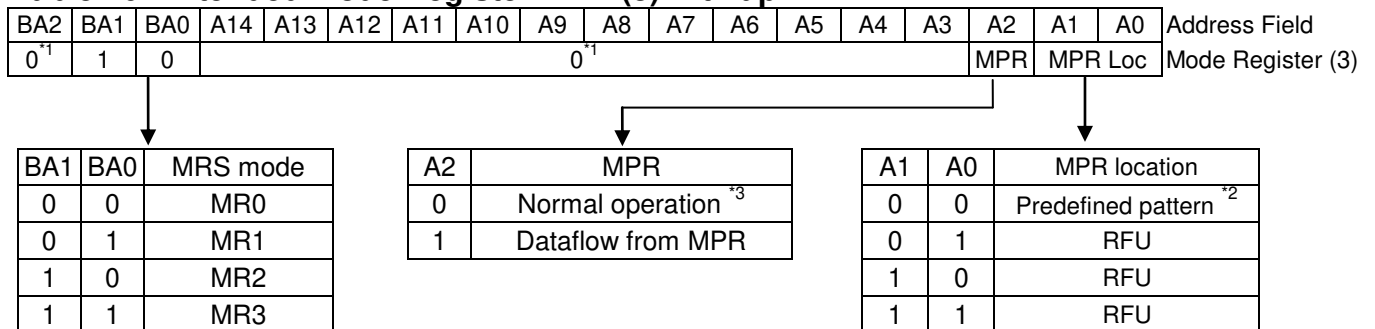 BA2 BA1 BA0 A14 A13 A12 A11 A10 A9 A8 A7 A6 A5 A4 A3 A2 A1 A0 Address Field
0*1 1 0 0*1 MPR MPR Loc Mode Register (3)
BA1 BA0 MRS mode
0 0 MR0
0 1 MR1
1 0 MR2
1 1 MR3
A2 MPR
0 Normal operation *3
1 Dataflow from MPR
A1 A0 MPR location
0 0 Predefined pattern *2
0 1 RFU
1 0 RFU
1 1 RFU